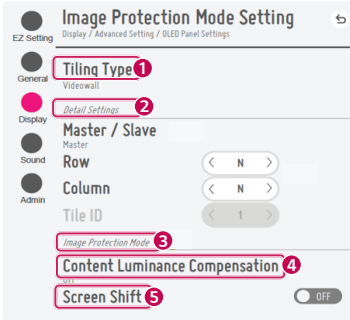 Image Protection Mode Setting
Display / Advanced Setting / OLED Panel Settings
EZ Setting
General
Display
Sound
Admin
Tiling Type 1
Videowall
Detail Settings 2
Master / Slave
Master
Row < N >
Column < N >
Tile ID < 1 >
Image Protection Mode 3
Content Luminance Compensation 4
Off
Screen Shift 5 OFF